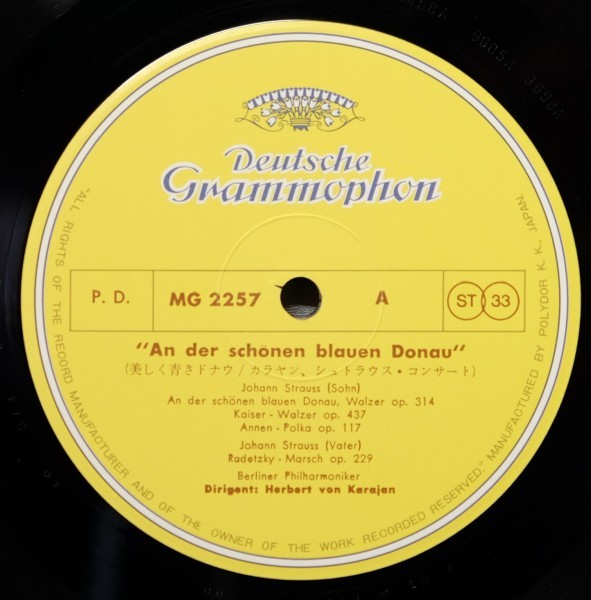 Deutsche
Grammophon
P. D.
MG 2257
A
ST 33
"An der schönen blauen Donau"
(美しく青きドナウ / カラヤン、シュトラウス・コンサート)
Johann Strauss (Sohn)
An der schönen blauen Donau, Walzer op. 314
Kaiser - Walzer op. 437
Annen - Polka op. 117
Johann Strauss (Vater)
Radetzky - Marsch op. 229
Berliner Philharmoniker
Dirigent: Herbert von Karajan
"ALL RIGHTS OF THE RECORD MANUFACTURER AND OF THE OWNER OF THE WORK RECORDED RESERVED." MANUFACTURED BY POLYDOR K. K., JAPAN.